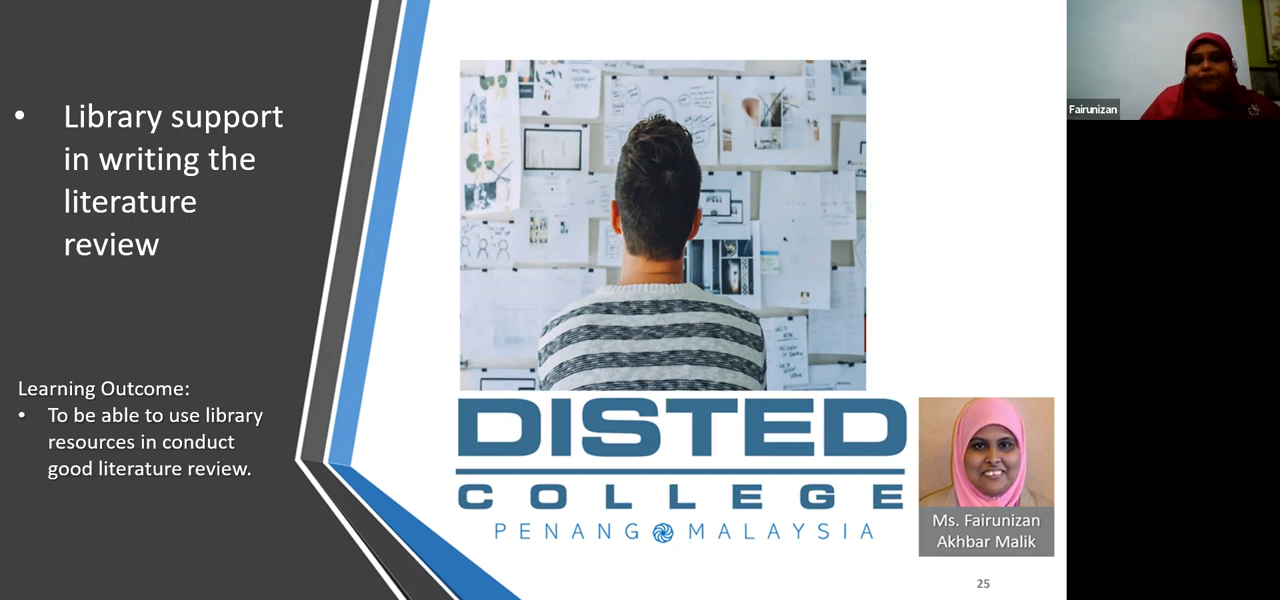 • Library support
in writing the
literature
review
Learning Outcome:
• To be able to use library
resources in conduct
good literature review.
DISTED
COLLEGE
PENANG MALAYSIA
Ms. Fairunizan
Akhbar Malik
25
Fairunizan